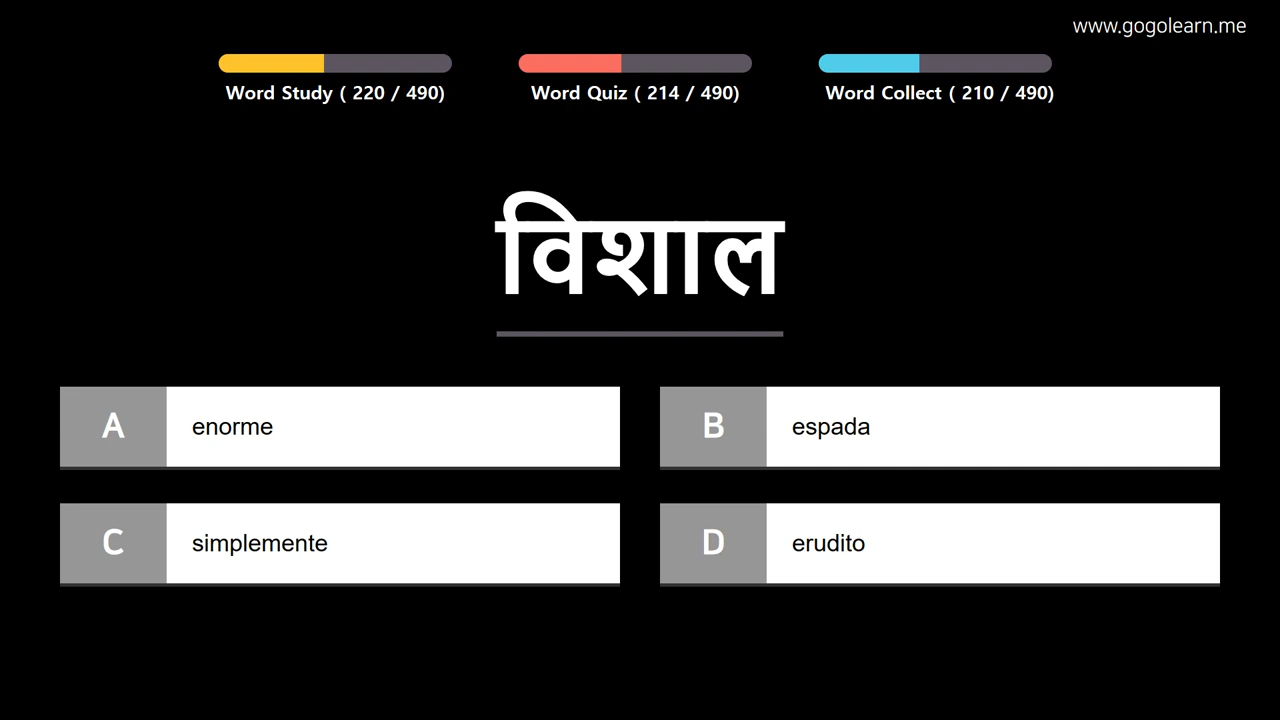 www.gogolearn.me
Word Study ( 220 / 490)
Word Quiz ( 214 / 490)
Word Collect ( 210 / 490)
विशाल
A enorme
B espada
C simplemente
D erudito